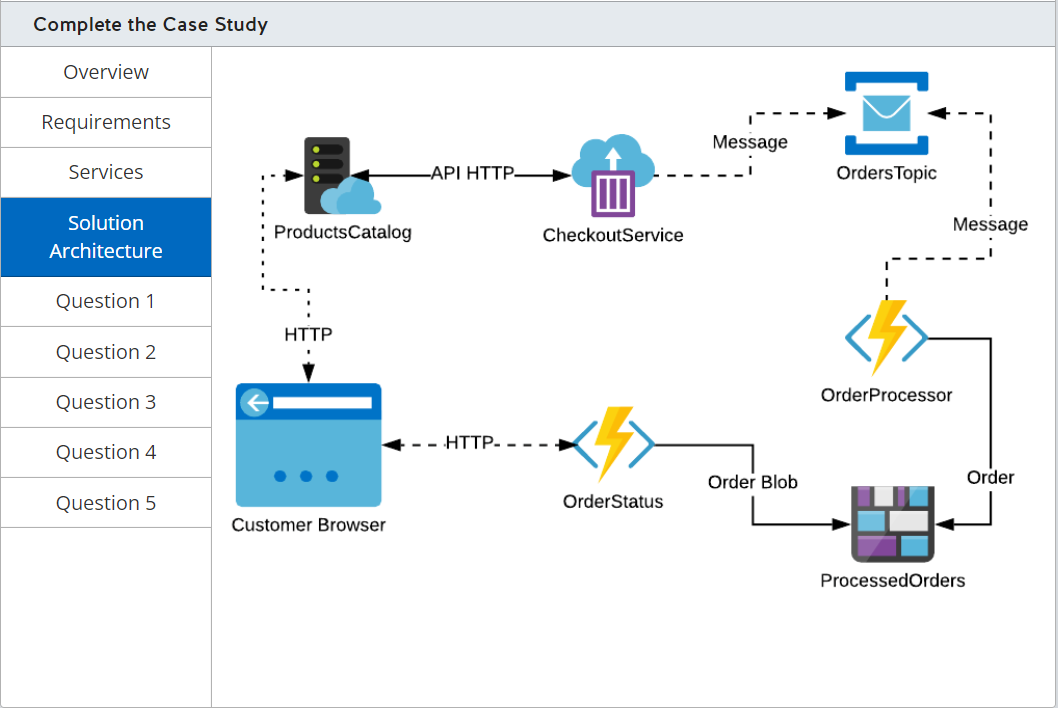 Complete the Case Study
Overview
Requirements
Services
Solution
Architecture
Question 1
Question 2
Question 3
Question 4
Question 5
Message
OrdersTopic
API HTTP
ProductsCatalog
CheckoutService
Message
HTTP
OrderProcessor
HTTP
Order Blob
Order
OrderStatus
Customer Browser
ProcessedOrders